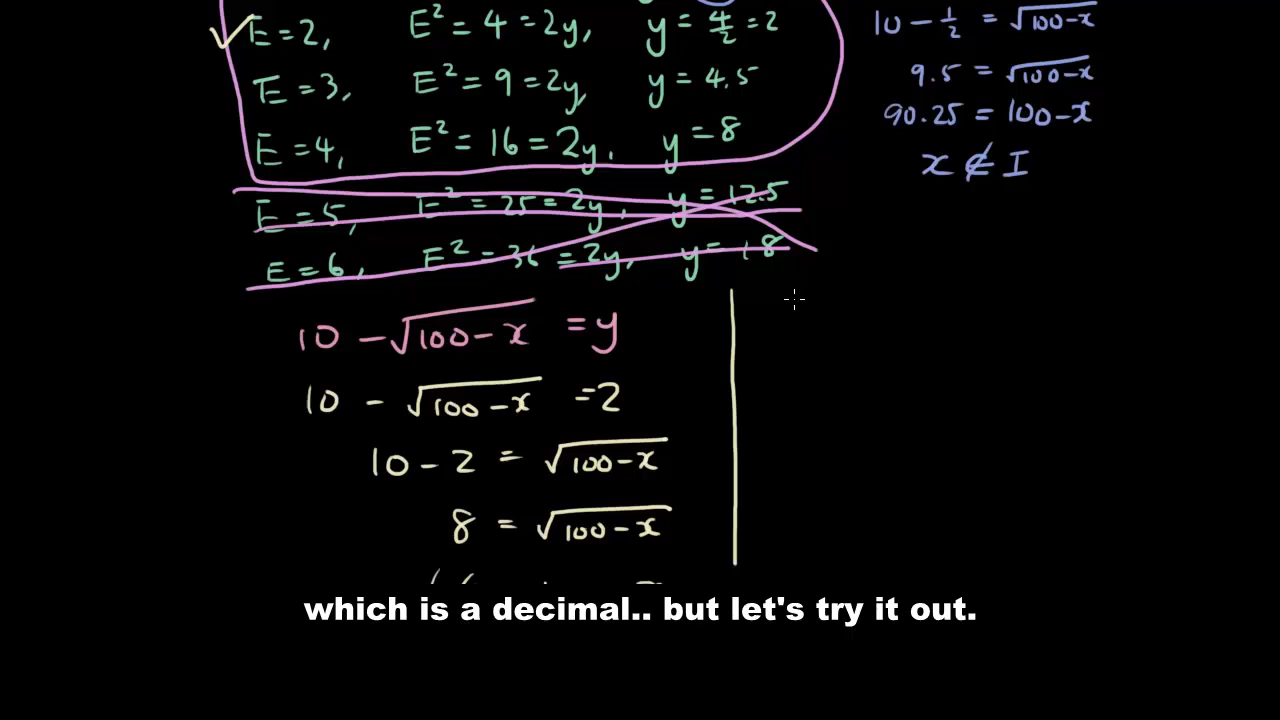 ✓ E = 2, E² = 4 = 2y, y = 4/2 = 2
E = 3, E² = 9 = 2y, y = 4.5
E = 4, E² = 16 = 2y, y = 8
E = 5, E² = 25 = 2y, y = 12.5
E = 6, E² = 36 = 2y, y = 18
10 - 1/2 = √(100-x)
9.5 = √(100-x)
90.25 = 100-x
x ∉ I
10 - √(100-x) = y
10 - √(100-x) = 2
10 - 2 = √(100-x)
8 = √(100-x)
which is a decimal.. but let's try it out.